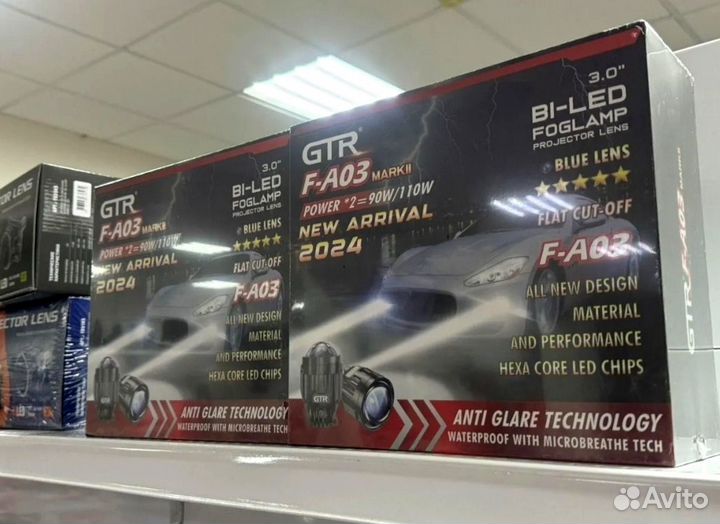 3.0"
BI-LED
FOGLAMP
PROJECTOR LENS
GTR
F-A03 MARKII
POWER *2=90W/110W
NEW ARRIVAL
2024
BLUE LENS
FLAT CUT-OFF
F-A03
ALL NEW DESIGN
MATERIAL
AND PERFORMANCE
HEXA CORE LED CHIPS
ANTI GLARE TECHNOLOGY
WATERPROOF WITH MICROBREATHE TECH
3.0"
BI-LED
FOGLAMP
PROJECTOR LENS
GTR
F-A03 MARKII
POWER *2=90W/110W
NEW ARRIVAL
2024
BLUE LENS
FLAT CUT-OFF
F-A03
ALL NEW DESIGN
MATERIAL
AND PERFORMANCE
HEXA CORE LED CHIPS
GTR
ANTI GLARE TECHNOLOGY
WATERPROOF WITH MICROBREATHE TECH
GTR F-A03 MARKII
TOR LENS
ECTOR LENS
Avito